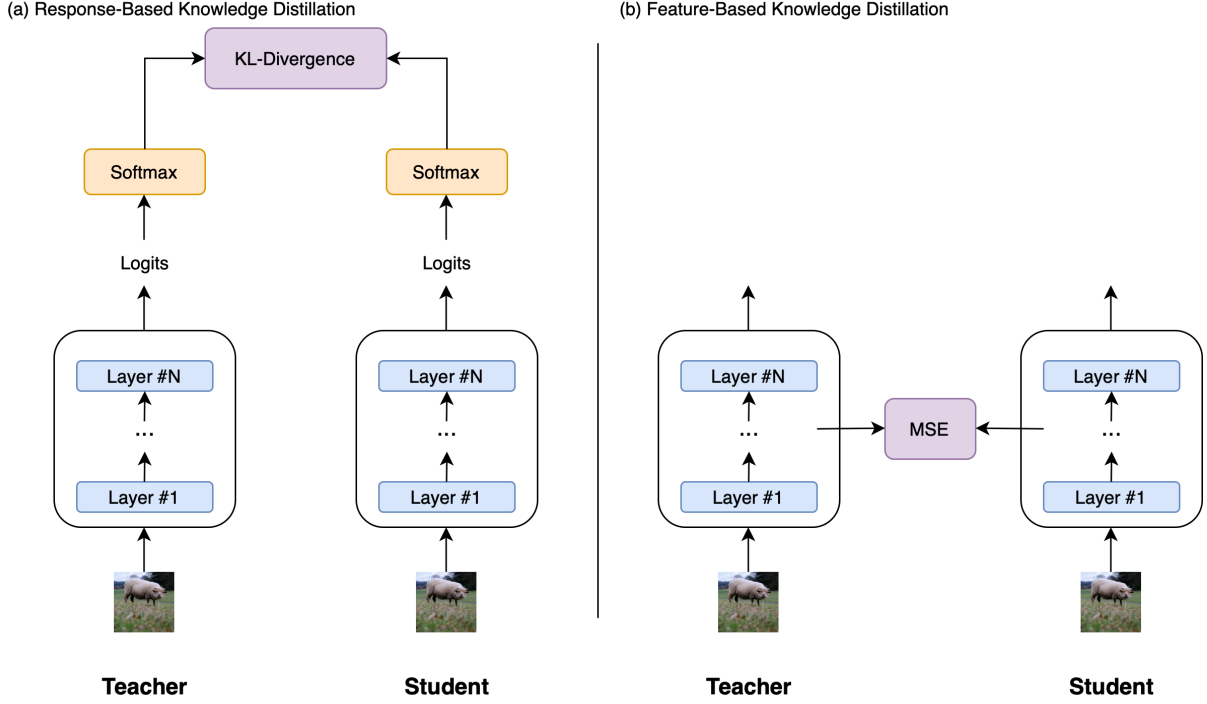 (a) Response-Based Knowledge Distillation
KL-Divergence
Softmax
Softmax
Logits
Logits
Layer #N
Layer #N
...
...
Layer #1
Layer #1
Teacher
Student
(b) Feature-Based Knowledge Distillation
Layer #N
Layer #N
...
MSE
...
Layer #1
Layer #1
Teacher
Student